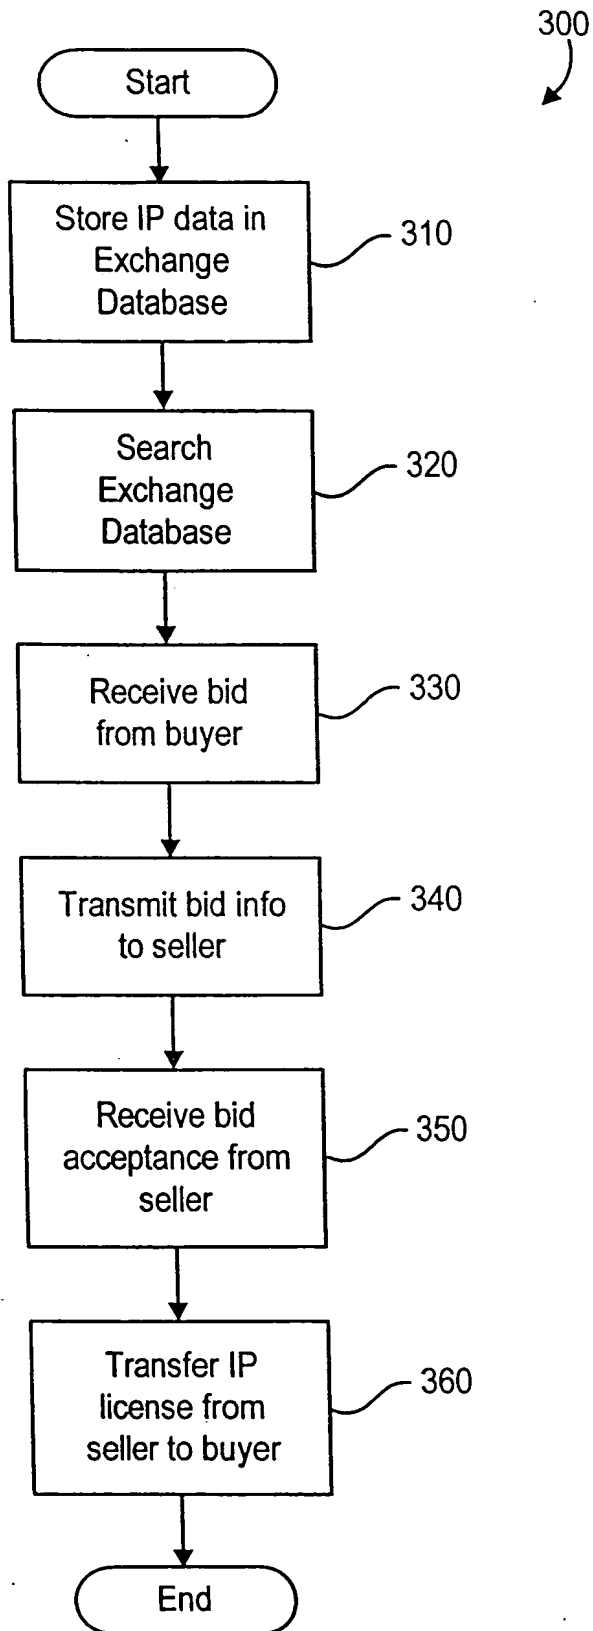 300
Start
Store IP data in
Exchange
Database
310
Search
Exchange
Database
320
Receive bid
from buyer
330
Transmit bid info
to seller
340
Receive bid
acceptance from
seller
350
Transfer IP
license from
seller to buyer
360
End